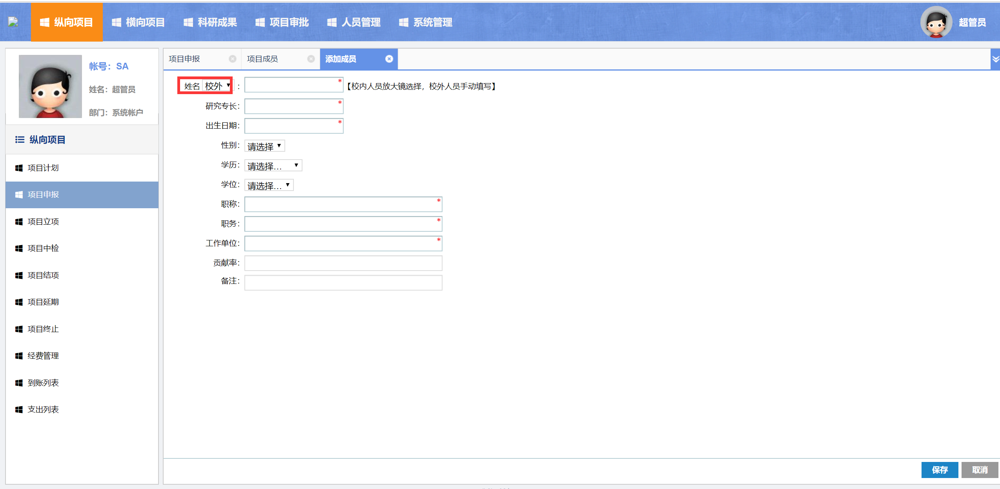 纵向项目 横向项目 科研成果 项目审批 人员管理 系统管理 超管员
帐号：SA
姓名：超管员
部门：系统帐户
纵向项目
项目计划
项目申报
项目立项
项目中检
项目结项
项目延期
项目终止
经费管理
到账列表
支出列表
项目申报 项目成员 添加成员
姓名 校外 ： * 【校内人员放大镜选择，校外人员手动填写】
研究专长： *
出生日期： *
性别： 请选择
学历： 请选择...
学位： 请选择...
职称： *
职务： *
工作单位： *
贡献率：
备注：
保存 取消